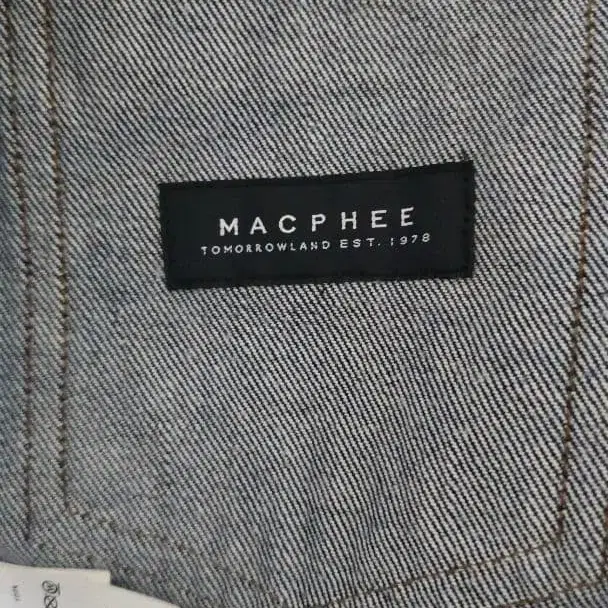 MACPHEE
TOMORROWLAND EST. 1978